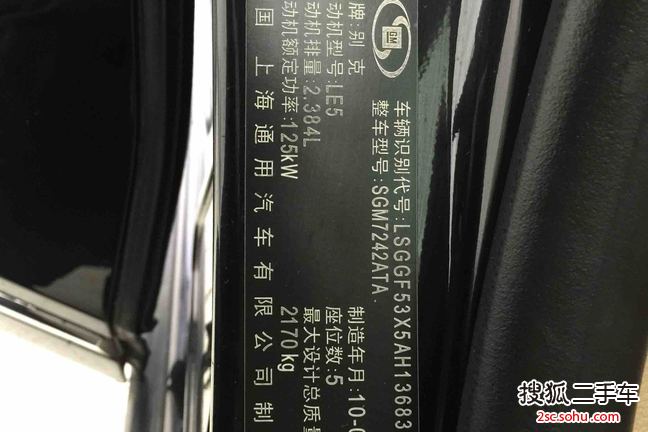 GM
车辆识别代号:LSGGF53X5AH13683
整车型号:SGM7242ATA
牌:别克
动机型号:LE5
动机排量:2.384L
动机额定功率:125kW
制造年月:10-0
座位数:5
最大设计总质量
2170kg
国 上海通用汽车有限公司制
搜狐二手车
2sc.sohu.com